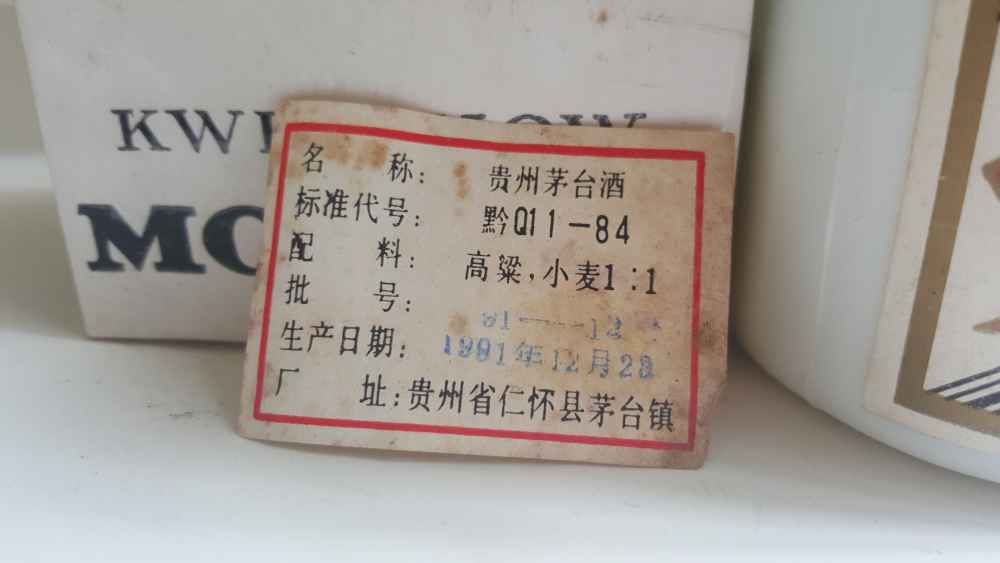 KWE
MO
名 称: 贵州茅台酒
标准代号: 黔Q11-84
配 料: 高粱,小麦1:1
批 号: 91---12
生产日期: 1991年12月28
厂 址: 贵州省仁怀县茅台镇